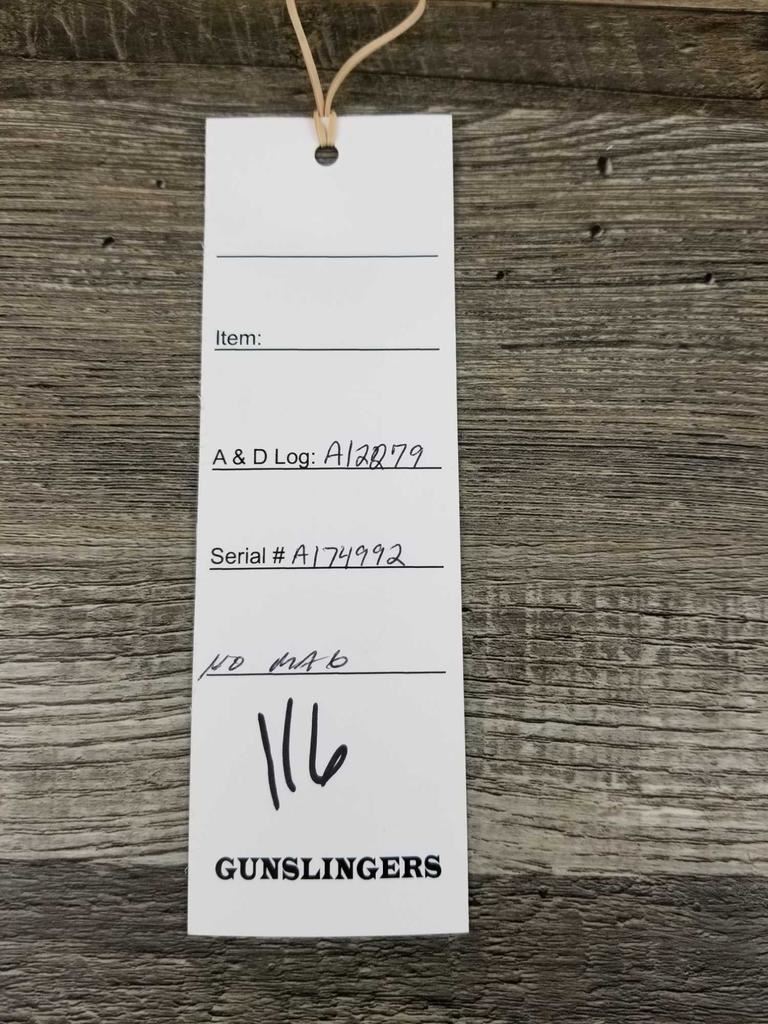 Item:
A & D Log: A12279
Serial # A174992
NO MAG
116
GUNSLINGERS